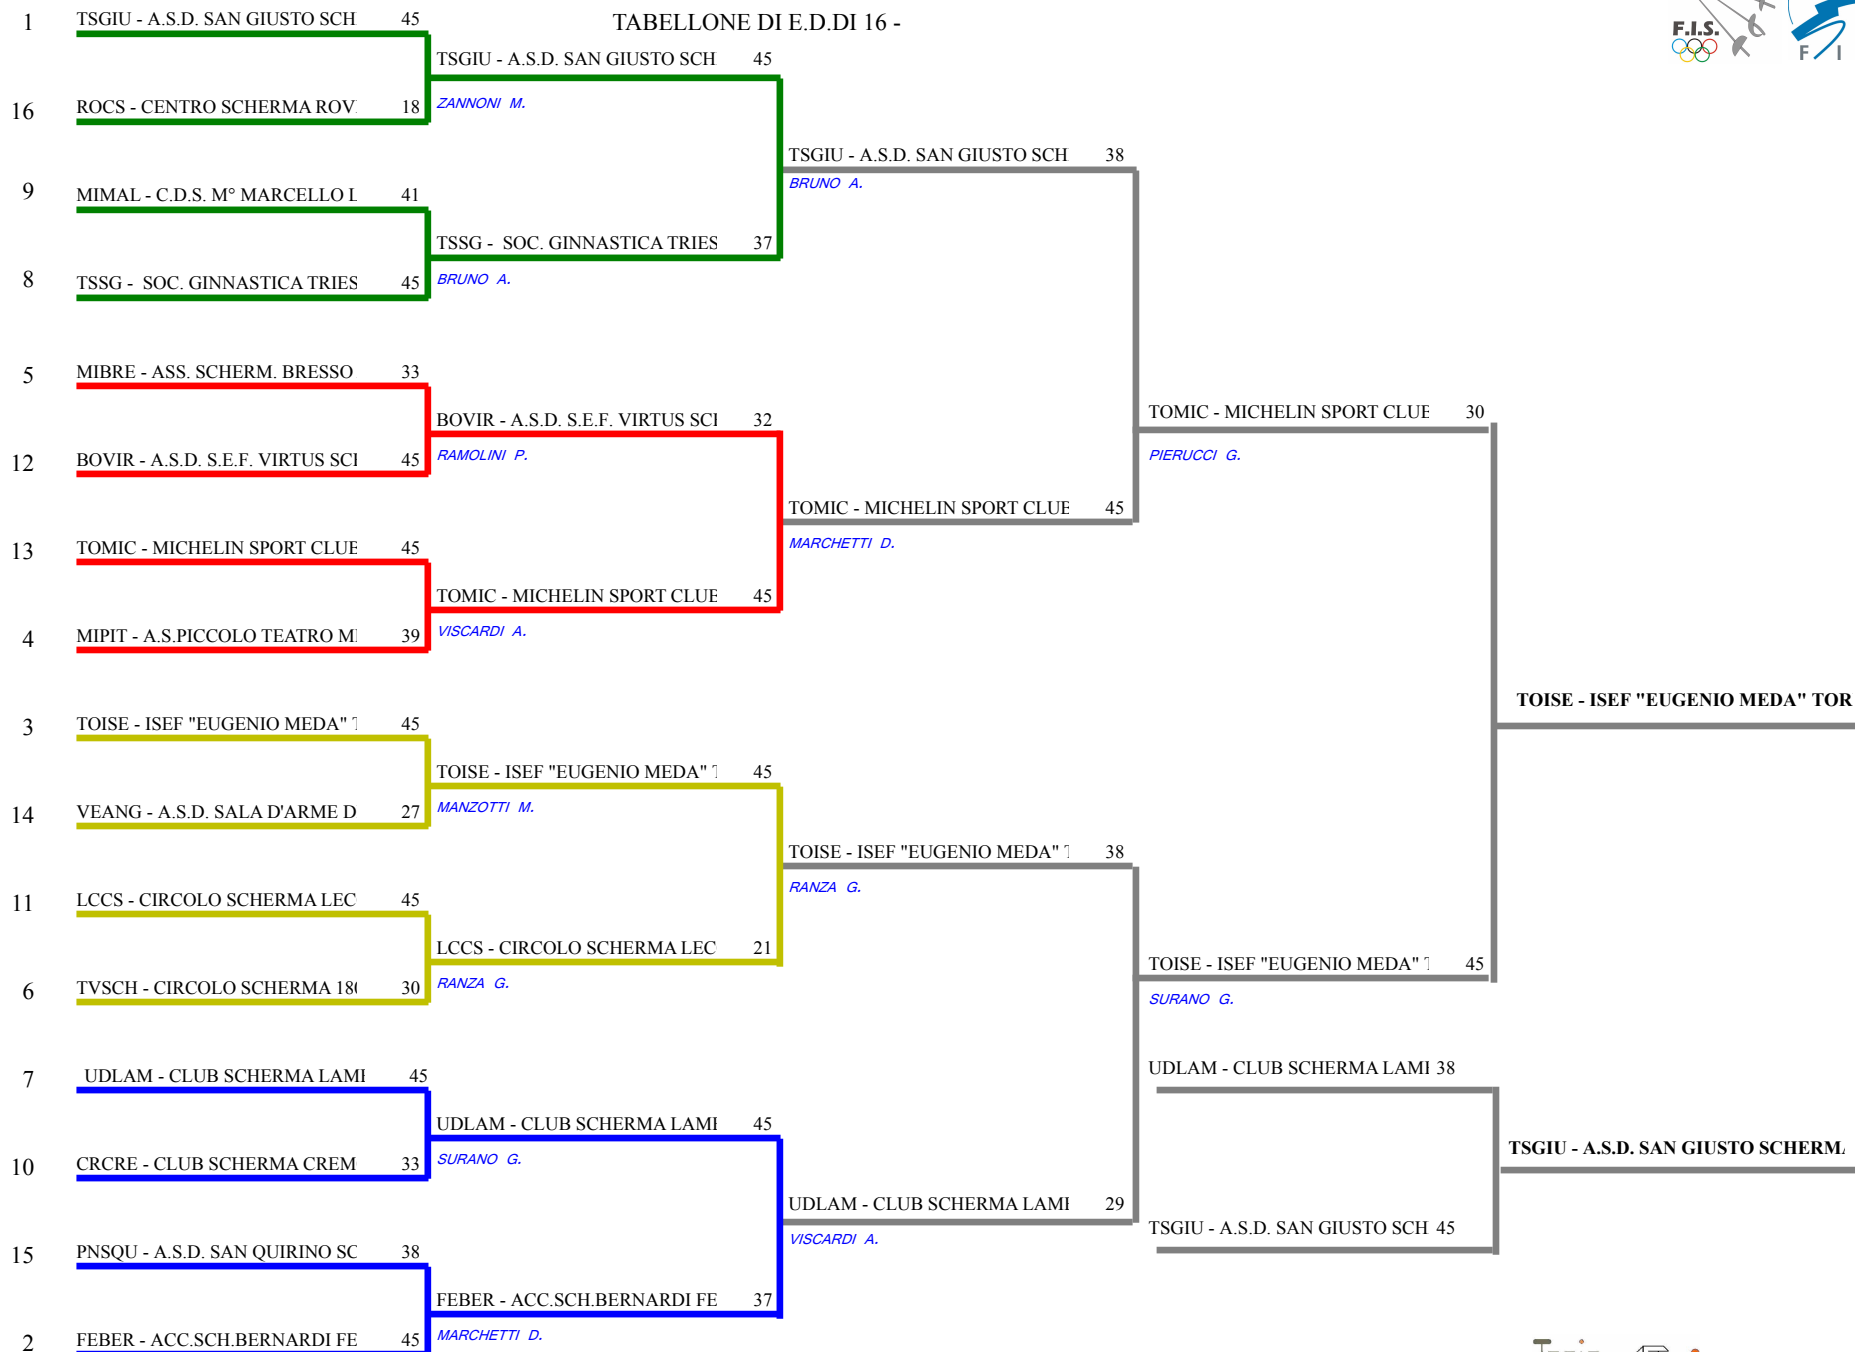 TABELLONE DI E.D.DI 16 -
F.I.S.
F I
1 TSGIU - A.S.D. SAN GIUSTO SCH 45
16 ROCS - CENTRO SCHERMA ROV 18
9 MIMAL - C.D.S. M° MARCELLO L 41
8 TSSG - SOC. GINNASTICA TRIES 45
5 MIBRE - ASS. SCHERM. BRESSO 33
12 BOVIR - A.S.D. S.E.F. VIRTUS SCI 45
13 TOMIC - MICHELIN SPORT CLUB 45
4 MIPIT - A.S.PICCOLO TEATRO MI 39
3 TOISE - ISEF "EUGENIO MEDA" T 45
14 VEANG - A.S.D. SALA D'ARME D 27
11 LCCS - CIRCOLO SCHERMA LEC 45
6 TVSCH - CIRCOLO SCHERMA 18 30
7 UDLAM - CLUB SCHERMA LAM 45
10 CRCRE - CLUB SCHERMA CREM 33
15 PNSQU - A.S.D. SAN QUIRINO SC 38
2 FEBER - ACC.SCH.BERNARDI FE 45
TSGIU - A.S.D. SAN GIUSTO SCH 45
ZANNONI M.
TSSG - SOC. GINNASTICA TRIES 37
BRUNO A.
BOVIR - A.S.D. S.E.F. VIRTUS SCI 32
RAMOLINI P.
TOMIC - MICHELIN SPORT CLUB 45
VISCARDI A.
TOISE - ISEF "EUGENIO MEDA" T 45
MANZOTTI M.
LCCS - CIRCOLO SCHERMA LEC 21
RANZA G.
UDLAM - CLUB SCHERMA LAM 45
SURANO G.
FEBER - ACC.SCH.BERNARDI FE 37
MARCHETTI D.
TSGIU - A.S.D. SAN GIUSTO SCH 38
BRUNO A.
TOMIC - MICHELIN SPORT CLUB 45
MARCHETTI D.
TOISE - ISEF "EUGENIO MEDA" T 38
RANZA G.
UDLAM - CLUB SCHERMA LAM 29
VISCARDI A.
TOMIC - MICHELIN SPORT CLUB 30
PIERUCCI G.
TOISE - ISEF "EUGENIO MEDA" T 45
SURANO G.
UDLAM - CLUB SCHERMA LAM 38
TSGIU - A.S.D. SAN GIUSTO SCH 45
TOISE - ISEF "EUGENIO MEDA" TOR
TSGIU - A.S.D. SAN GIUSTO SCHERMA